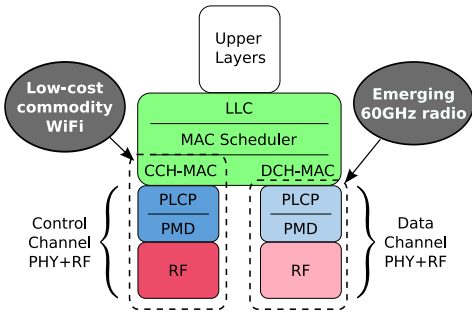 Upper
Layers
Low-cost
commodity
WiFi
Emerging
60GHz radio
LLC
MAC Scheduler
CCH-MAC
DCH-MAC
Control
Channel
PHY+RF
PLCP
PMD
RF
PLCP
PMD
RF
Data
Channel
PHY+RF